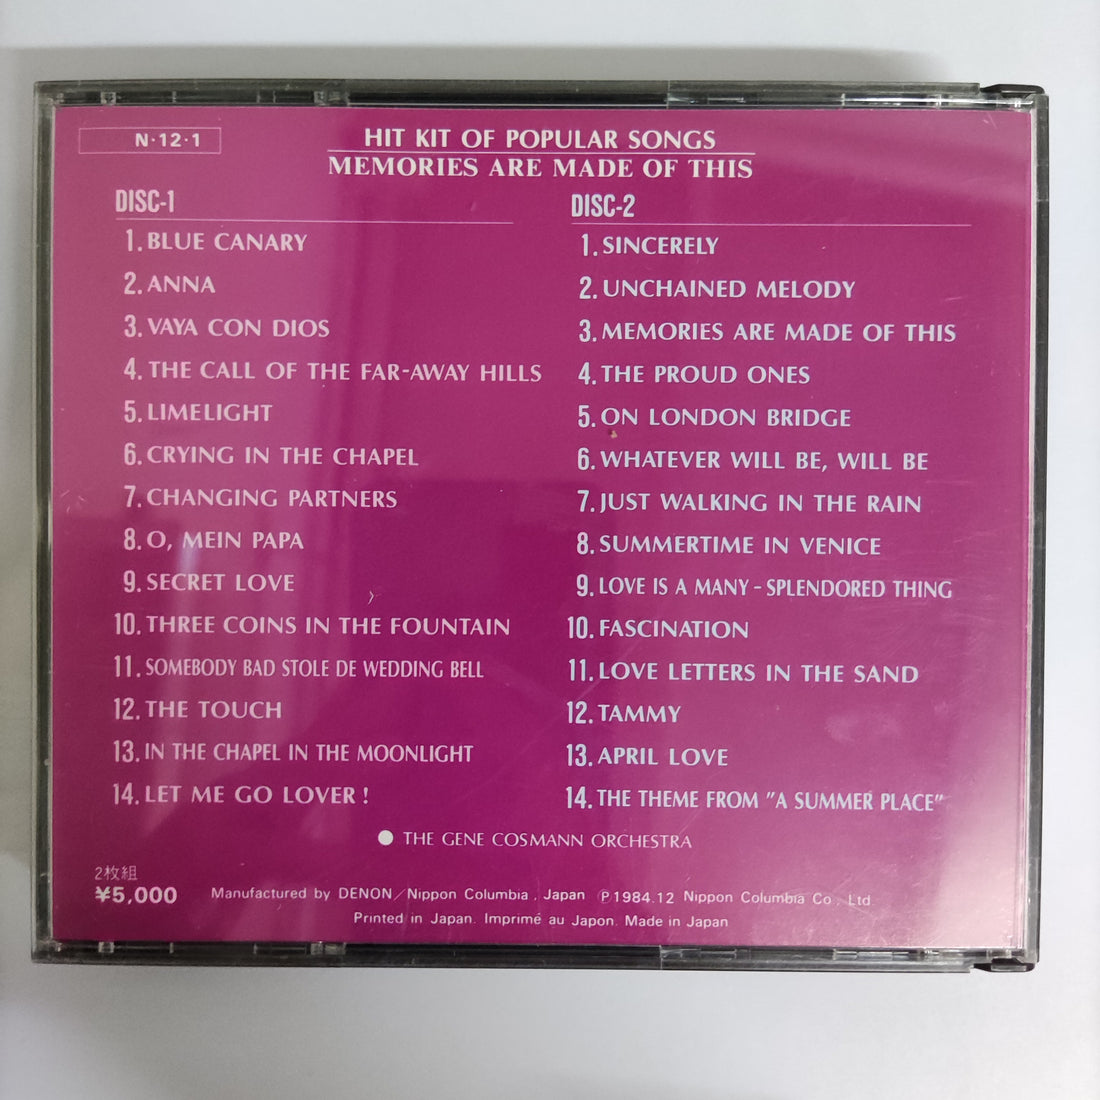 N·12·1
HIT KIT OF POPULAR SONGS
MEMORIES ARE MADE OF THIS
DISC-1
1. BLUE CANARY
2. ANNA
3. VAYA CON DIOS
4. THE CALL OF THE FAR-AWAY HILLS
5. LIMELIGHT
6. CRYING IN THE CHAPEL
7. CHANGING PARTNERS
8. O, MEIN PAPA
9. SECRET LOVE
10. THREE COINS IN THE FOUNTAIN
11. SOMEBODY BAD STOLE DE WEDDING BELL
12. THE TOUCH
13. IN THE CHAPEL IN THE MOONLIGHT
14. LET ME GO LOVER!
DISC-2
1. SINCERELY
2. UNCHAINED MELODY
3. MEMORIES ARE MADE OF THIS
4. THE PROUD ONES
5. ON LONDON BRIDGE
6. WHATEVER WILL BE, WILL BE
7. JUST WALKING IN THE RAIN
8. SUMMERTIME IN VENICE
9. LOVE IS A MANY-SPLENDORED THING
10. FASCINATION
11. LOVE LETTERS IN THE SAND
12. TAMMY
13. APRIL LOVE
14. THE THEME FROM "A SUMMER PLACE"
● THE GENE COSMANN ORCHESTRA
2枚組
¥5,000
Manufactured by DENON/Nippon Columbia, Japan Ⓟ1984.12 Nippon Columbia Co., Ltd
Printed in Japan. Imprimé au Japon. Made in Japan